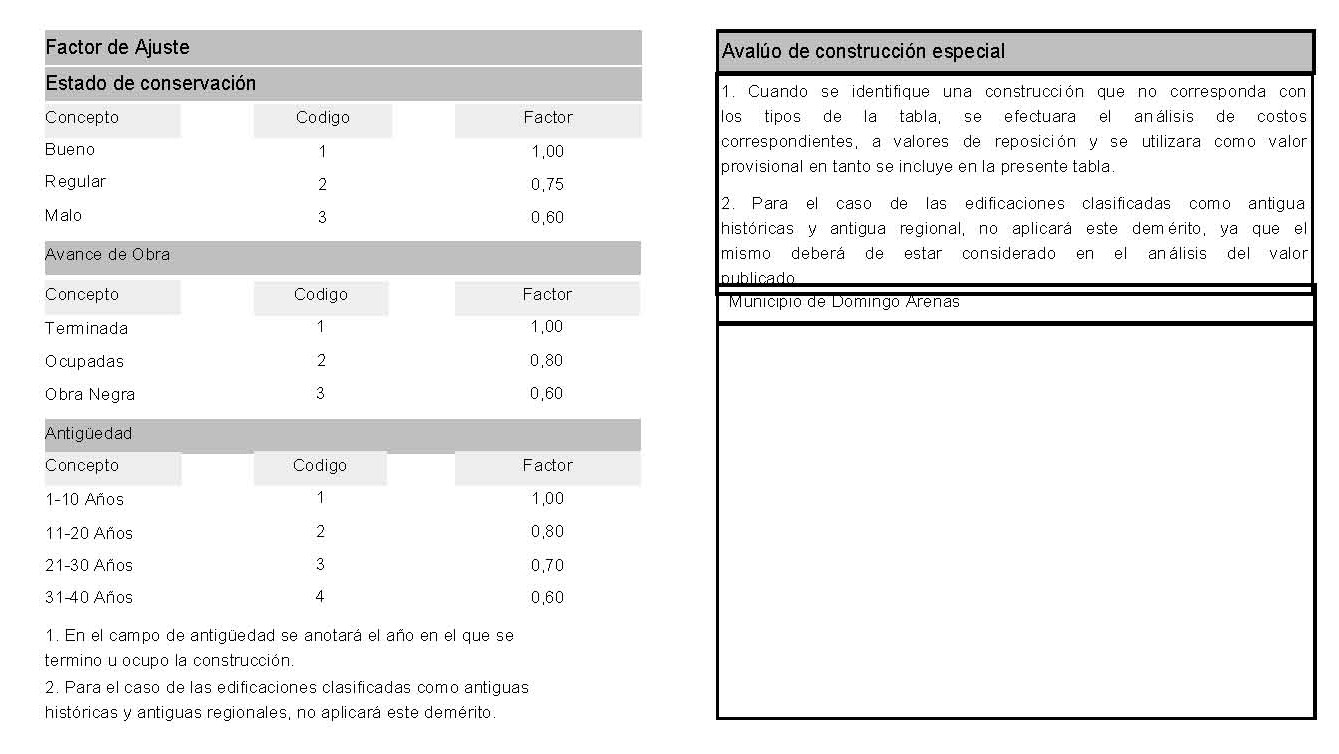 Factor de Ajuste
Estado de conservación
Concepto Codigo Factor
Bueno 1 1,00
Regular 2 0,75
Malo 3 0,60
Avance de Obra
Concepto Codigo Factor
Terminada 1 1,00
Ocupadas 2 0,80
Obra Negra 3 0,60
Antigüedad
Concepto Codigo Factor
1-10 Años 1 1,00
11-20 Años 2 0,80
21-30 Años 3 0,70
31-40 Años 4 0,60
1. En el campo de antigüedad se anotará el año en el que se
termino u ocupo la construcción.
2. Para el caso de las edificaciones clasificadas como antiguas
históricas y antiguas regionales, no aplicará este demérito.
Avalúo de construcción especial
1. Cuando se identifique una construcción que no corresponda con
los tipos de la tabla, se efectuara el análisis de costos
correspondientes, a valores de reposición y se utilizara como valor
provisional en tanto se incluye en la presente tabla.
2. Para el caso de las edificaciones clasificadas como antigua
históricas y antigua regional, no aplicará este demérito, ya que el
mismo deberá de estar considerado en el análisis del valor
publicado
Municipio de Domingo Arenas